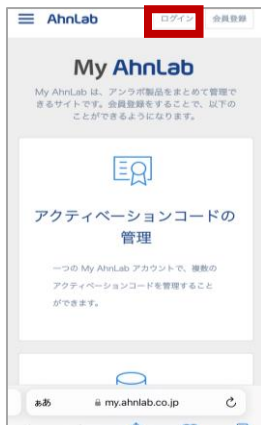 AhnLab ログイン 会員登録
My AhnLab
My AhnLab は、アンラボ製品をまとめて管理で
きるサイトです。会員登録をすることで、以下の
ことができるようになります。
アクティベーションコードの
管理
一つの My AhnLab アカウントで、複数の
アクティベーションコードを管理すること
ができます。
ぁあ my.ahnlab.co.jp